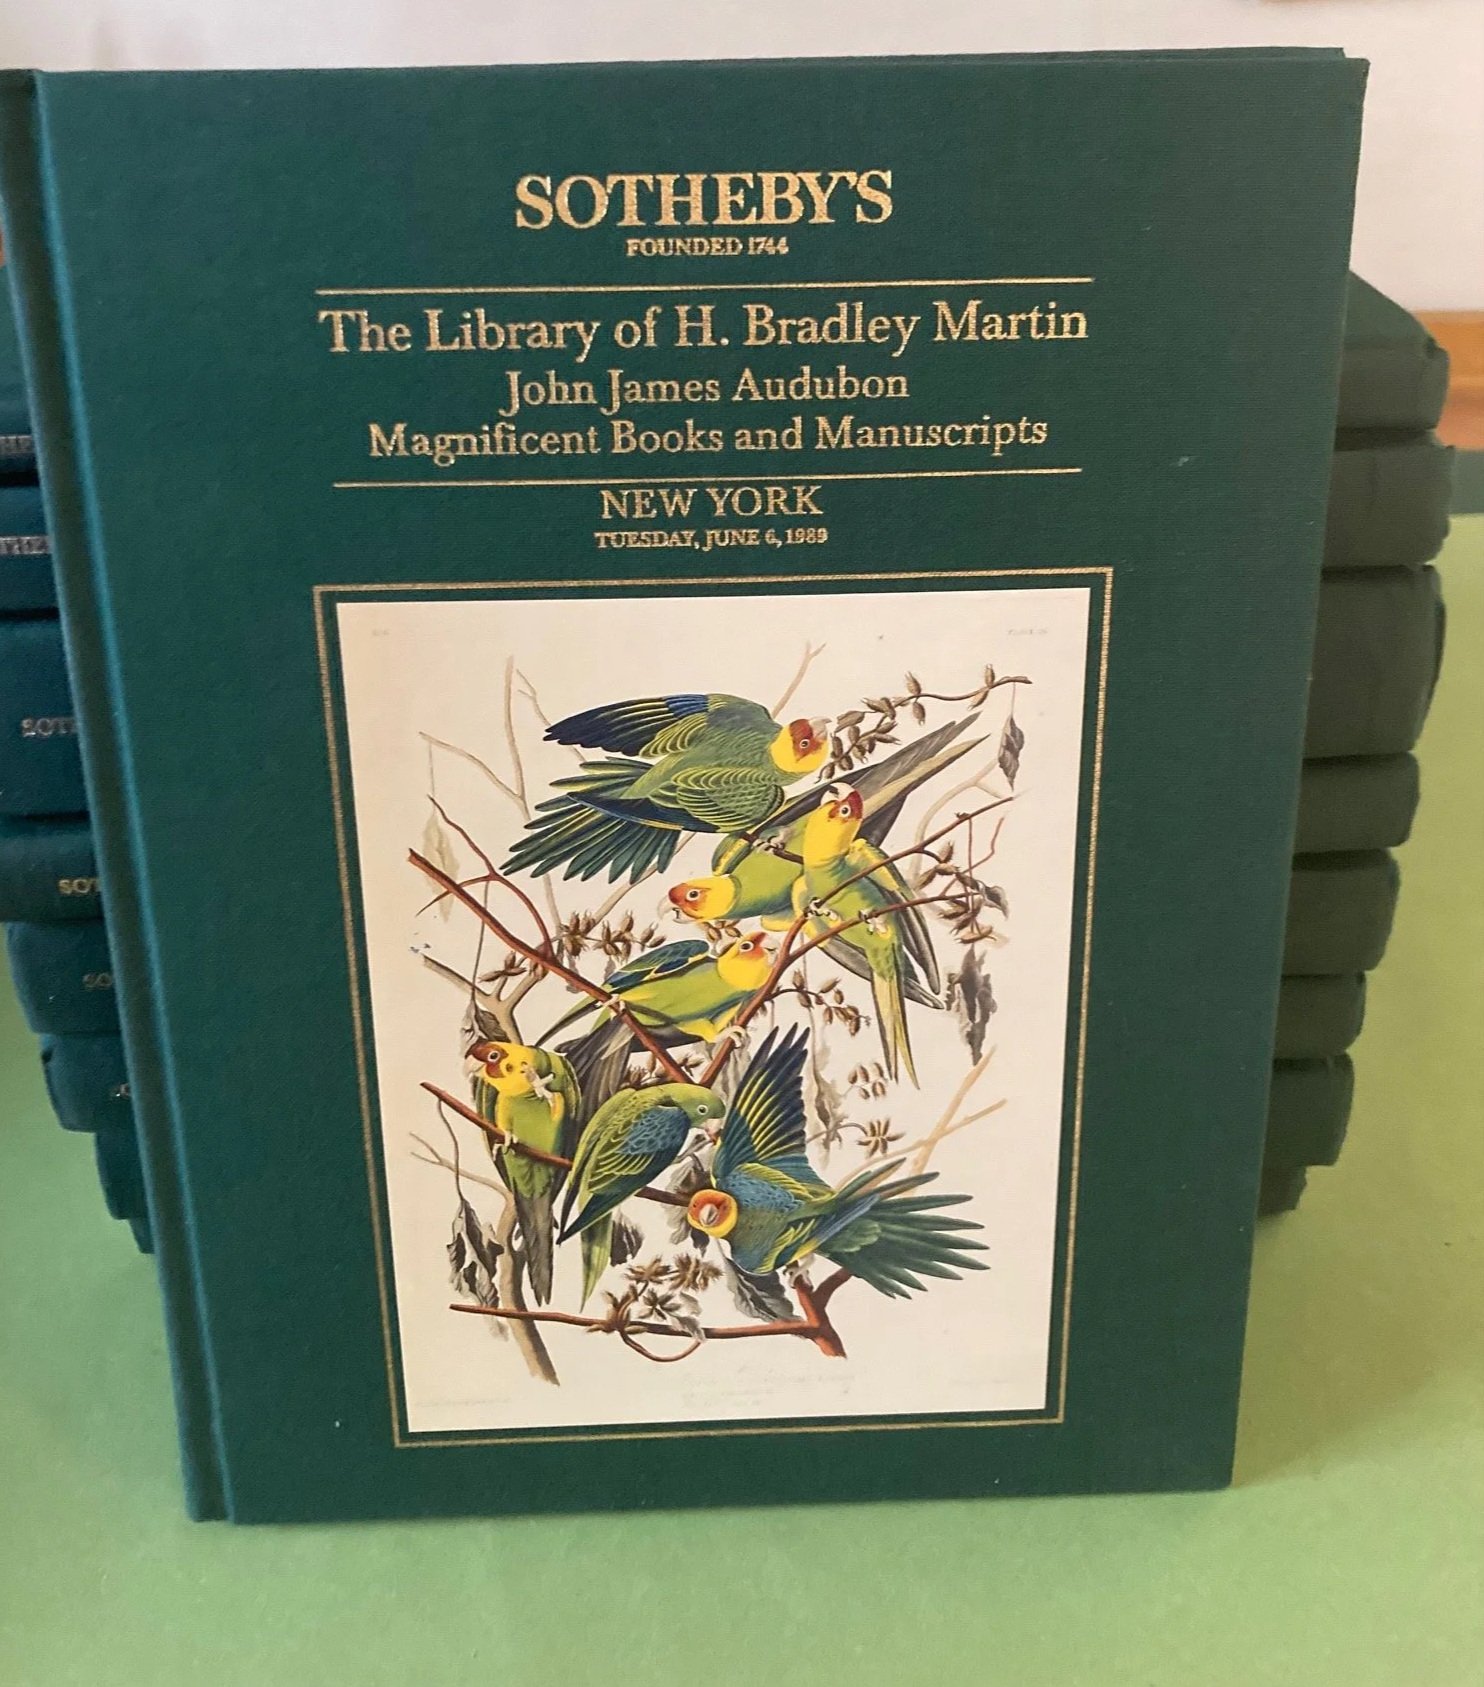 SOTHEBY'S
FOUNDED 1744
The Library of H. Bradley Martin
John James Audubon
Magnificent Books and Manuscripts
NEW YORK
TUESDAY, JUNE 6, 1989